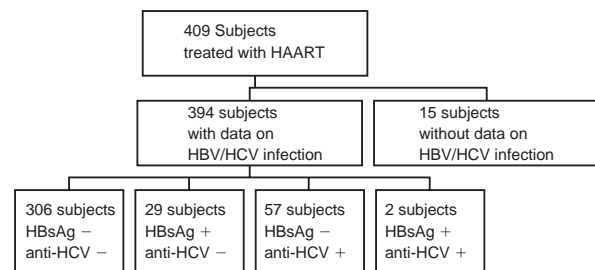 409 Subjects
treated with HAART
394 subjects
with data on
HBV/HCV infection
15 subjects
without data on
HBV/HCV infection
306 subjects
HBsAg −
anti-HCV −
29 subjects
HBsAg +
anti-HCV −
57 subjects
HBsAg −
anti-HCV +
2 subjects
HBsAg +
anti-HCV +